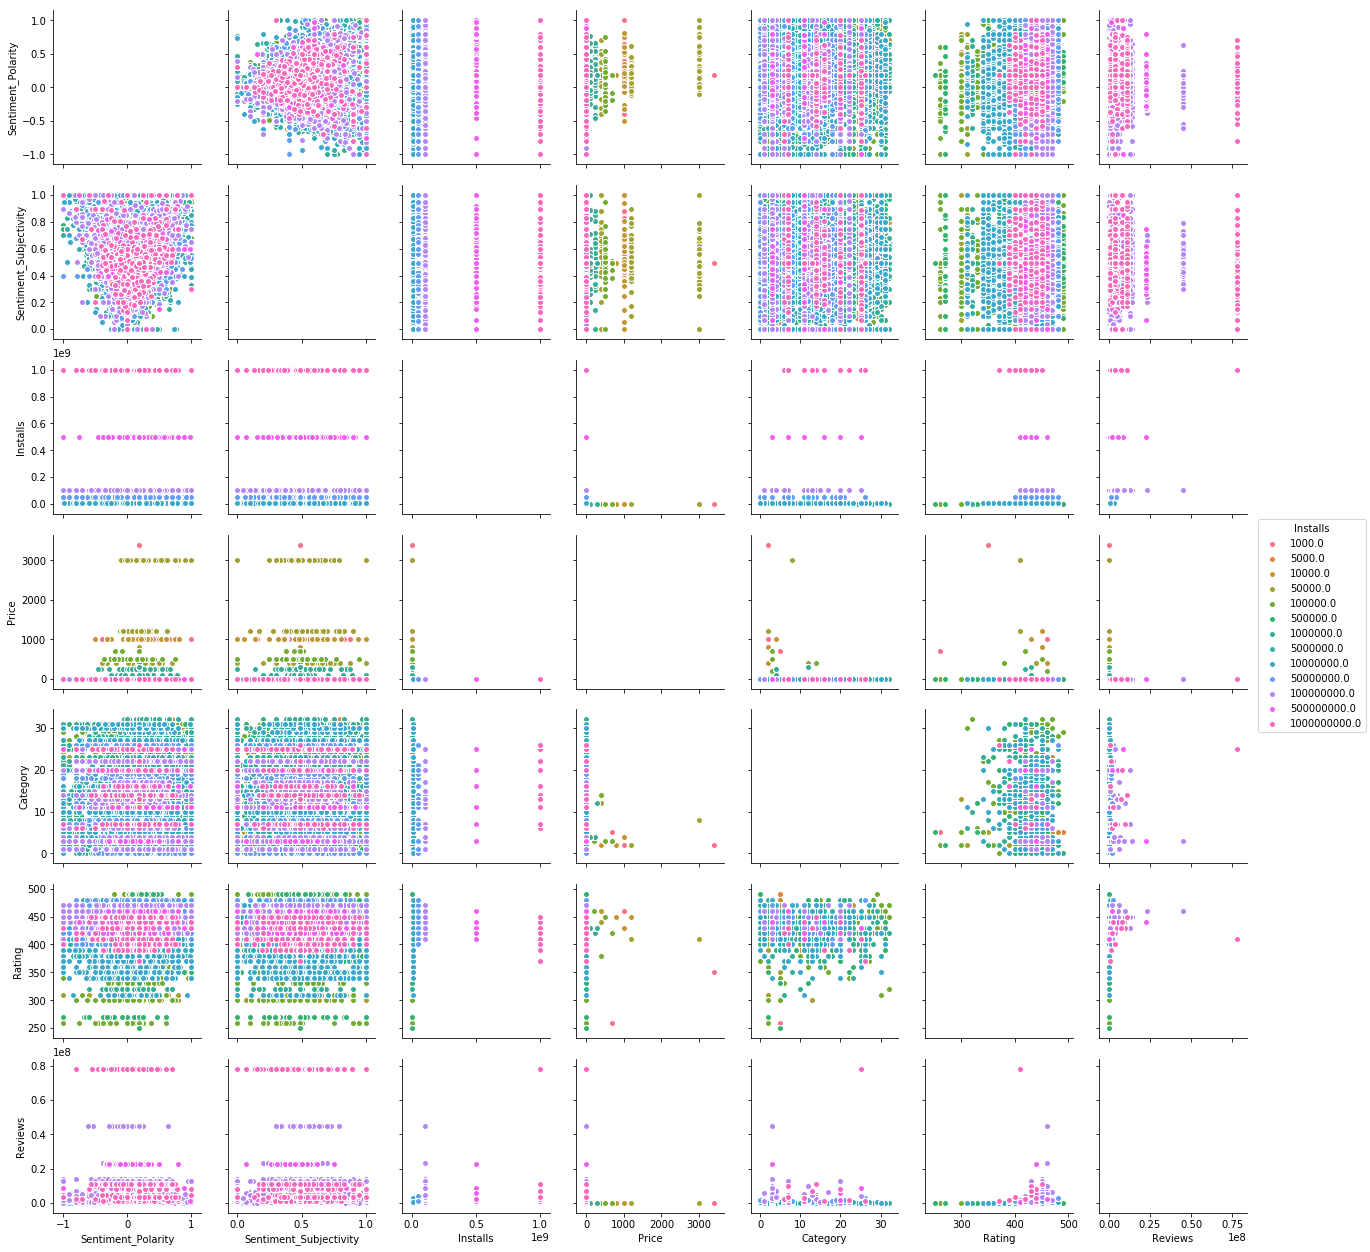 1.0
0.5
0.0
−0.5
−1.0
Sentiment_Polarity
1.0
0.8
0.6
0.4
0.2
0.0
Sentiment_Subjectivity
1e9
1.0
0.8
0.6
0.4
0.2
0.0
Installs
3000
2000
1000
0
Price
30
20
10
0
Category
500
450
400
350
300
250
Rating
1e8
0.8
0.6
0.4
0.2
0.0
Reviews
−1 0 1
Sentiment_Polarity
0.0 0.5 1.0
Sentiment_Subjectivity
0.0 0.5 1.0
Installs 1e9
0 1000 2000 3000
Price
0 10 20 30
Category
300 400 500
Rating
0.00 0.25 0.50 0.75
Reviews 1e8
Installs
1000.0
5000.0
10000.0
50000.0
100000.0
500000.0
1000000.0
5000000.0
10000000.0
50000000.0
100000000.0
500000000.0
1000000000.0